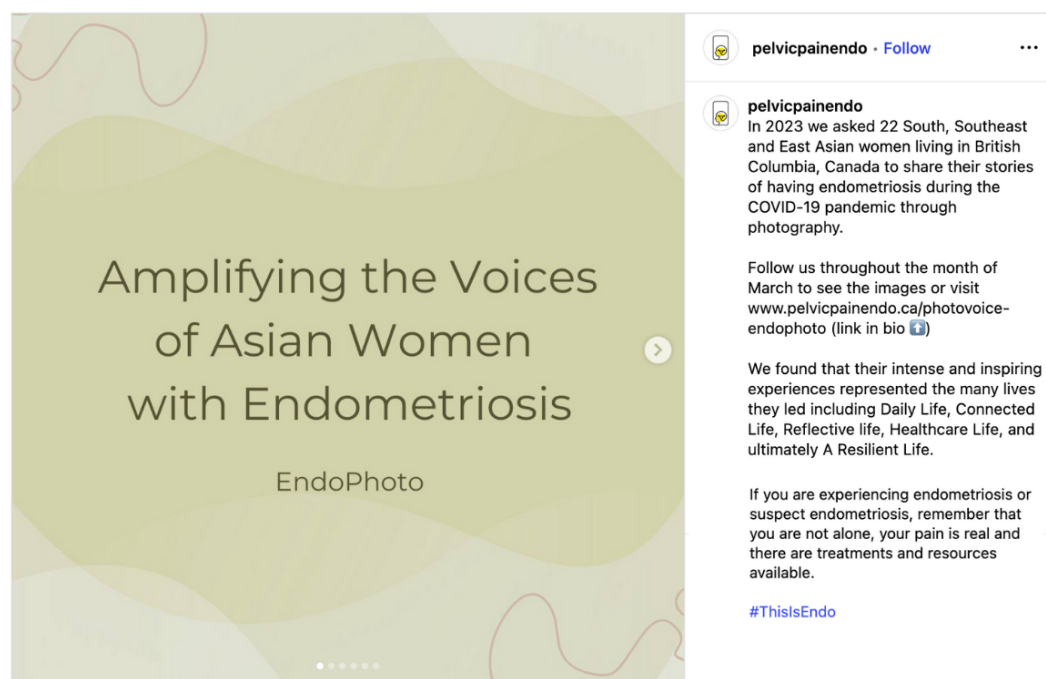 Amplifying the Voices
of Asian Women
with Endometriosis
EndoPhoto
pelvicpainendo • Follow
pelvicpainendo
In 2023 we asked 22 South, Southeast
and East Asian women living in British
Columbia, Canada to share their stories
of having endometriosis during the
COVID-19 pandemic through
photography.
Follow us throughout the month of
March to see the images or visit
www.pelvicpainendo.ca/photovoice-
endophoto (link in bio ⬆️)
We found that their intense and inspiring
experiences represented the many lives
they led including Daily Life, Connected
Life, Reflective life, Healthcare Life, and
ultimately A Resilient Life.
If you are experiencing endometriosis or
suspect endometriosis, remember that
you are not alone, your pain is real and
there are treatments and resources
available.
#ThisIsEndo